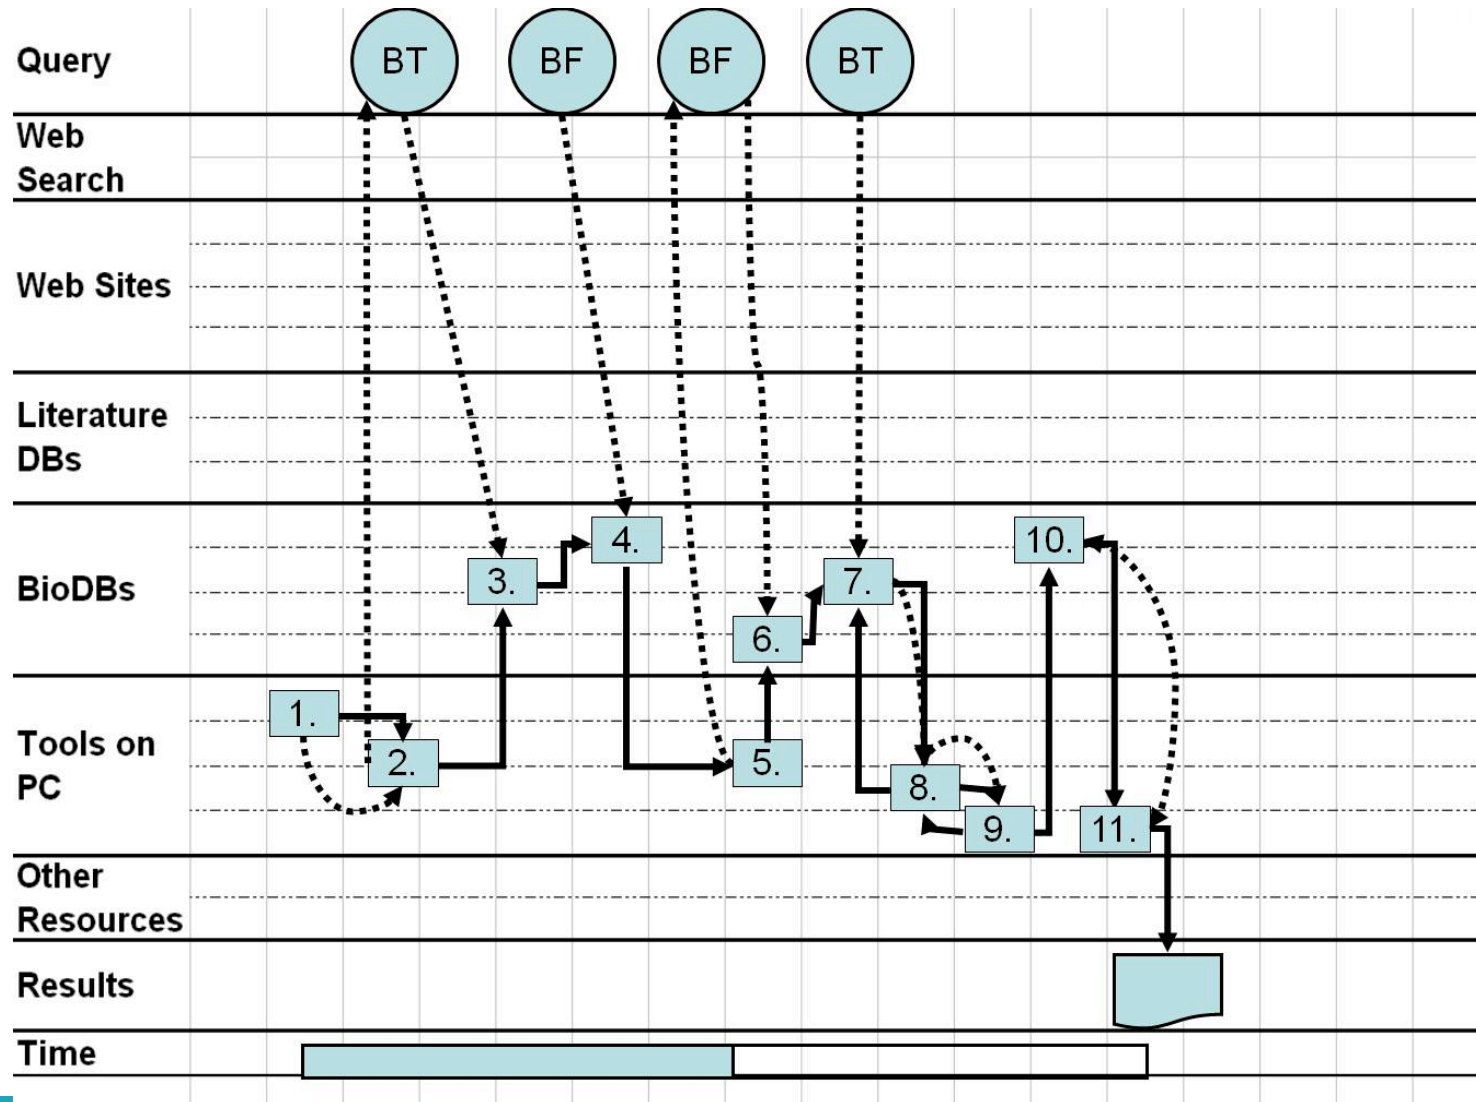 Query
BT
BF
BF
BT
Web
Search
Web Sites
Literature
DBs
BioDBs
10.
4.
3.
7.
6.
Tools on
PC
1.
2.
5.
8.
9.
11.
Other
Resources
Results
Time